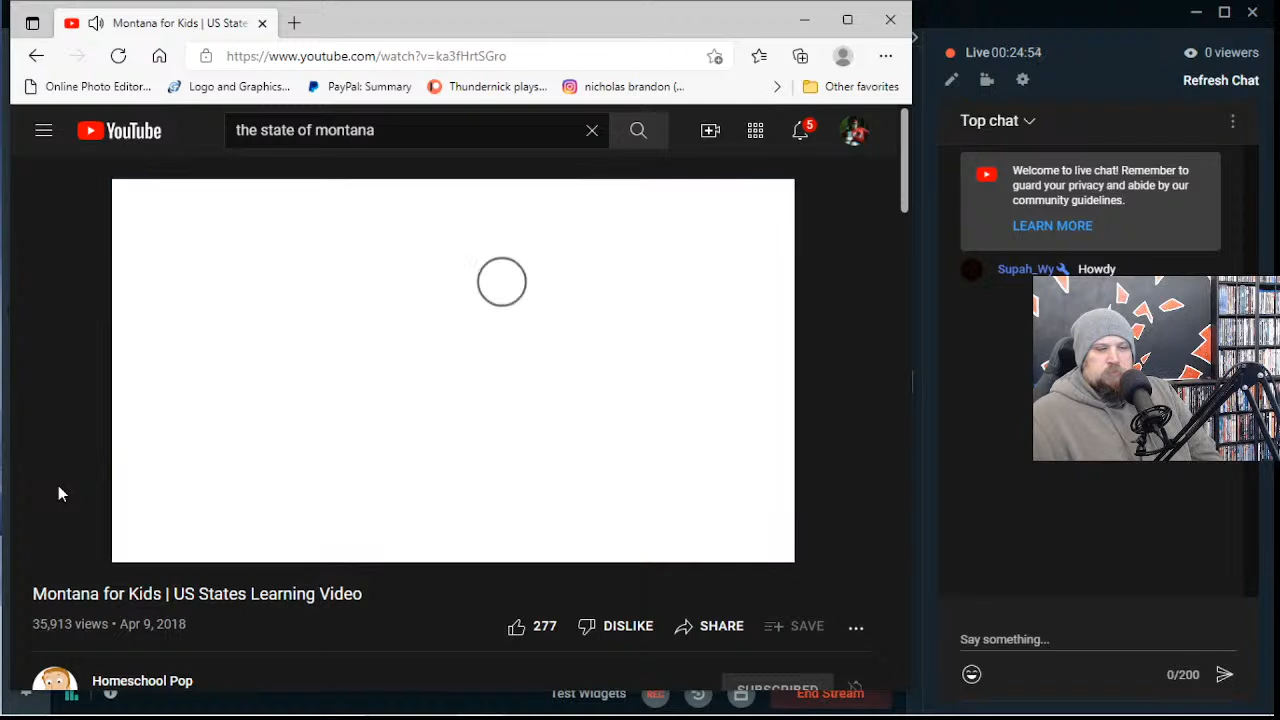 Montana for Kids | US State
https://www.youtube.com/watch?v=ka3fHrtSGro
Online Photo Editor...
Logo and Graphics...
PayPal: Summary
Thundernick plays...
nicholas brandon (...
Other favorites
YouTube
the state of montana
5
Montana for Kids | US States Learning Video
35,913 views • Apr 9, 2018
277
DISLIKE
SHARE
SAVE
Homeschool Pop
SUBSCRIBED
Test Widgets
REC
End Stream
Live 00:24:54
0 viewers
Refresh Chat
Top chat
Welcome to live chat! Remember to
guard your privacy and abide by our
community guidelines.
LEARN MORE
Supah_Wy Howdy
Say something...
0/200